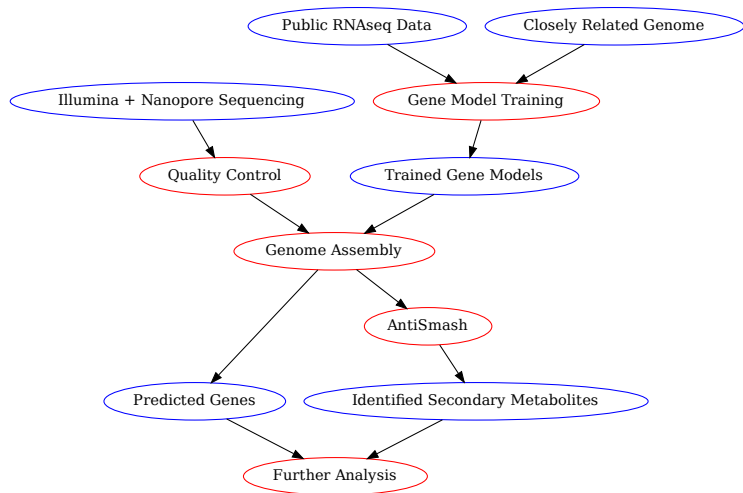 Public RNAseq Data
Closely Related Genome
Illumina + Nanopore Sequencing
Gene Model Training
Quality Control
Trained Gene Models
Genome Assembly
AntiSmash
Predicted Genes
Identified Secondary Metabolites
Further Analysis